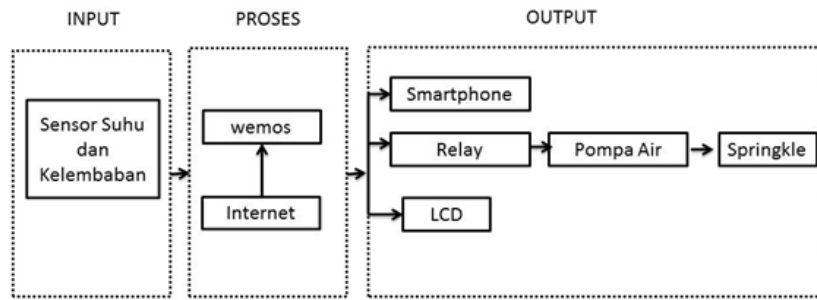 INPUT
PROSES
OUTPUT
Sensor Suhu
dan
Kelembaban
wemos
Internet
Smartphone
Relay
Pompa Air
Springkle
LCD